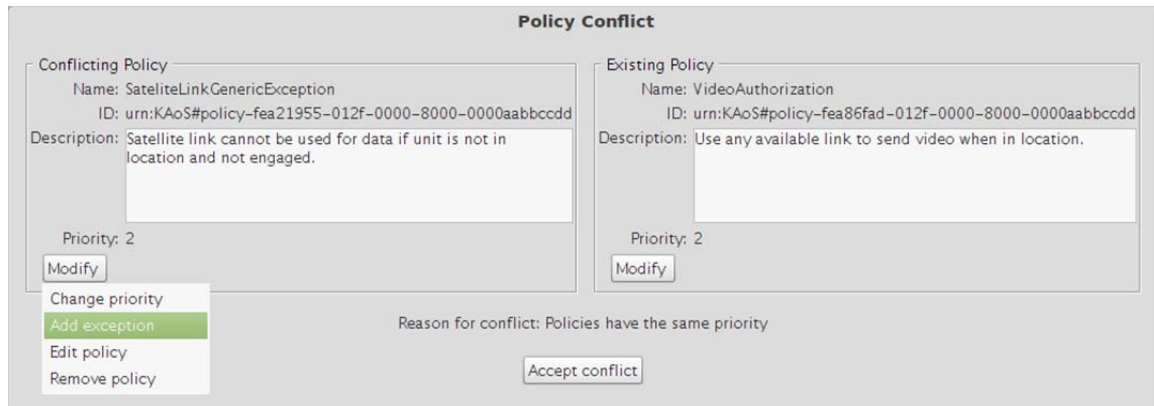 Policy Conflict
Conflicting Policy
Name: SateliteLinkGenericException
ID: urn:KAoS#policy-fea21955-012f-0000-8000-0000aabbccdd
Description: Satellite link cannot be used for data if unit is not in
location and not engaged.
Priority: 2
Modify
Change priority
Add exception
Edit policy
Remove policy
Existing Policy
Name: VideoAuthorization
ID: urn:KAoS#policy-fea86fad-012f-0000-8000-0000aabbccdd
Description: Use any available link to send video when in location.
Priority: 2
Modify
Reason for conflict: Policies have the same priority
Accept conflict